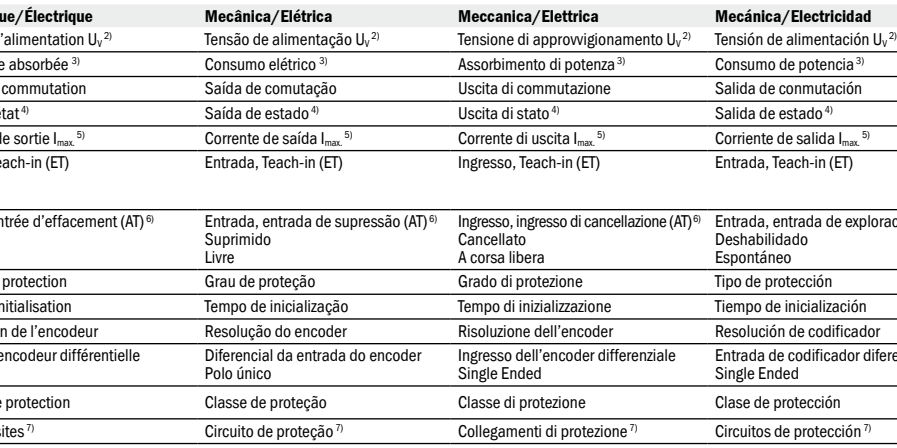 ue/Électrique Mecânica/Elétrica Meccanica/Elettrica Mecánica/Electricidad
’alimentation Uᵥ 2) Tensão de alimentação Uᵥ 2) Tensione di approvvigionamento Uᵥ 2) Tensión de alimentación Uᵥ 2)
e absorbée 3) Consumo elétrico 3) Assorbimento di potenza 3) Consumo de potencia 3)
commutation Saída de comutação Uscita di commutazione Salida de conmutación
état 4) Saída de estado 4) Uscita di stato 4) Salida de estado 4)
de sortie Imax. 5) Corrente de saída Imax. 5) Corrente di uscita Imax. 5) Corriente de salida Imax. 5)
each-in (ET) Entrada, Teach-in (ET) Ingresso, Teach-in (ET) Entrada, Teach-in (ET)
ntrée d’effacement (AT) 6) Entrada, entrada de supressão (AT) 6) Ingresso, ingresso di cancellazione (AT) 6) Entrada, entrada de explorac
Suprimido Cancellato Deshabilidado
Livre A corsa libera Espontáneo
protection Grau de proteção Grado di protezione Tipo de protección
nitialisation Tempo de inicialização Tempo di inizializzazione Tiempo de inicialización
n de l’encodeur Resolução do encoder Risoluzione dell’encoder Resolución de codificador
encodeur différentielle Diferencial da entrada do encoder Ingresso dell’encoder differenziale Entrada de codificador difere
Polo único Single Ended Single Ended
e protection Classe de proteção Classe di protezione Clase de protección
sites 7) Circuito de proteção 7) Collegamenti di protezione 7) Circuitos de protección 7)